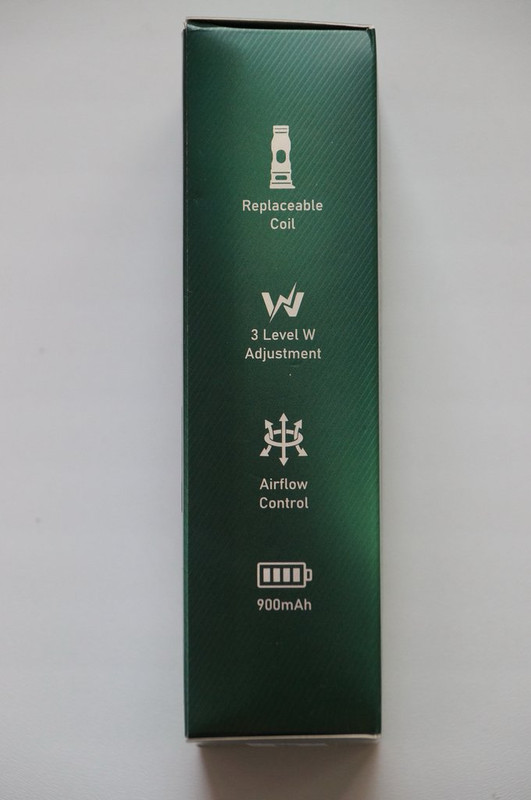 Replaceable
Coil
3 Level W
Adjustment
Airflow
Control
900mAh